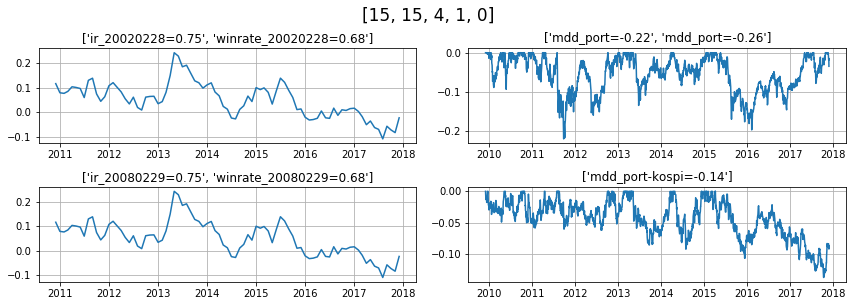 [15, 15, 4, 1, 0]
['ir_20020228=0.75', 'winrate_20020228=0.68']
0.2
0.1
0.0
−0.1
2011 2012 2013 2014 2015 2016 2017 2018
['mdd_port=-0.22', 'mdd_port=-0.26']
0.0
−0.1
−0.2
2010 2011 2012 2013 2014 2015 2016 2017 2018
['ir_20080229=0.75', 'winrate_20080229=0.68']
0.2
0.1
0.0
−0.1
2011 2012 2013 2014 2015 2016 2017 2018
['mdd_port-kospi=-0.14']
0.00
−0.05
−0.10
2010 2011 2012 2013 2014 2015 2016 2017 2018